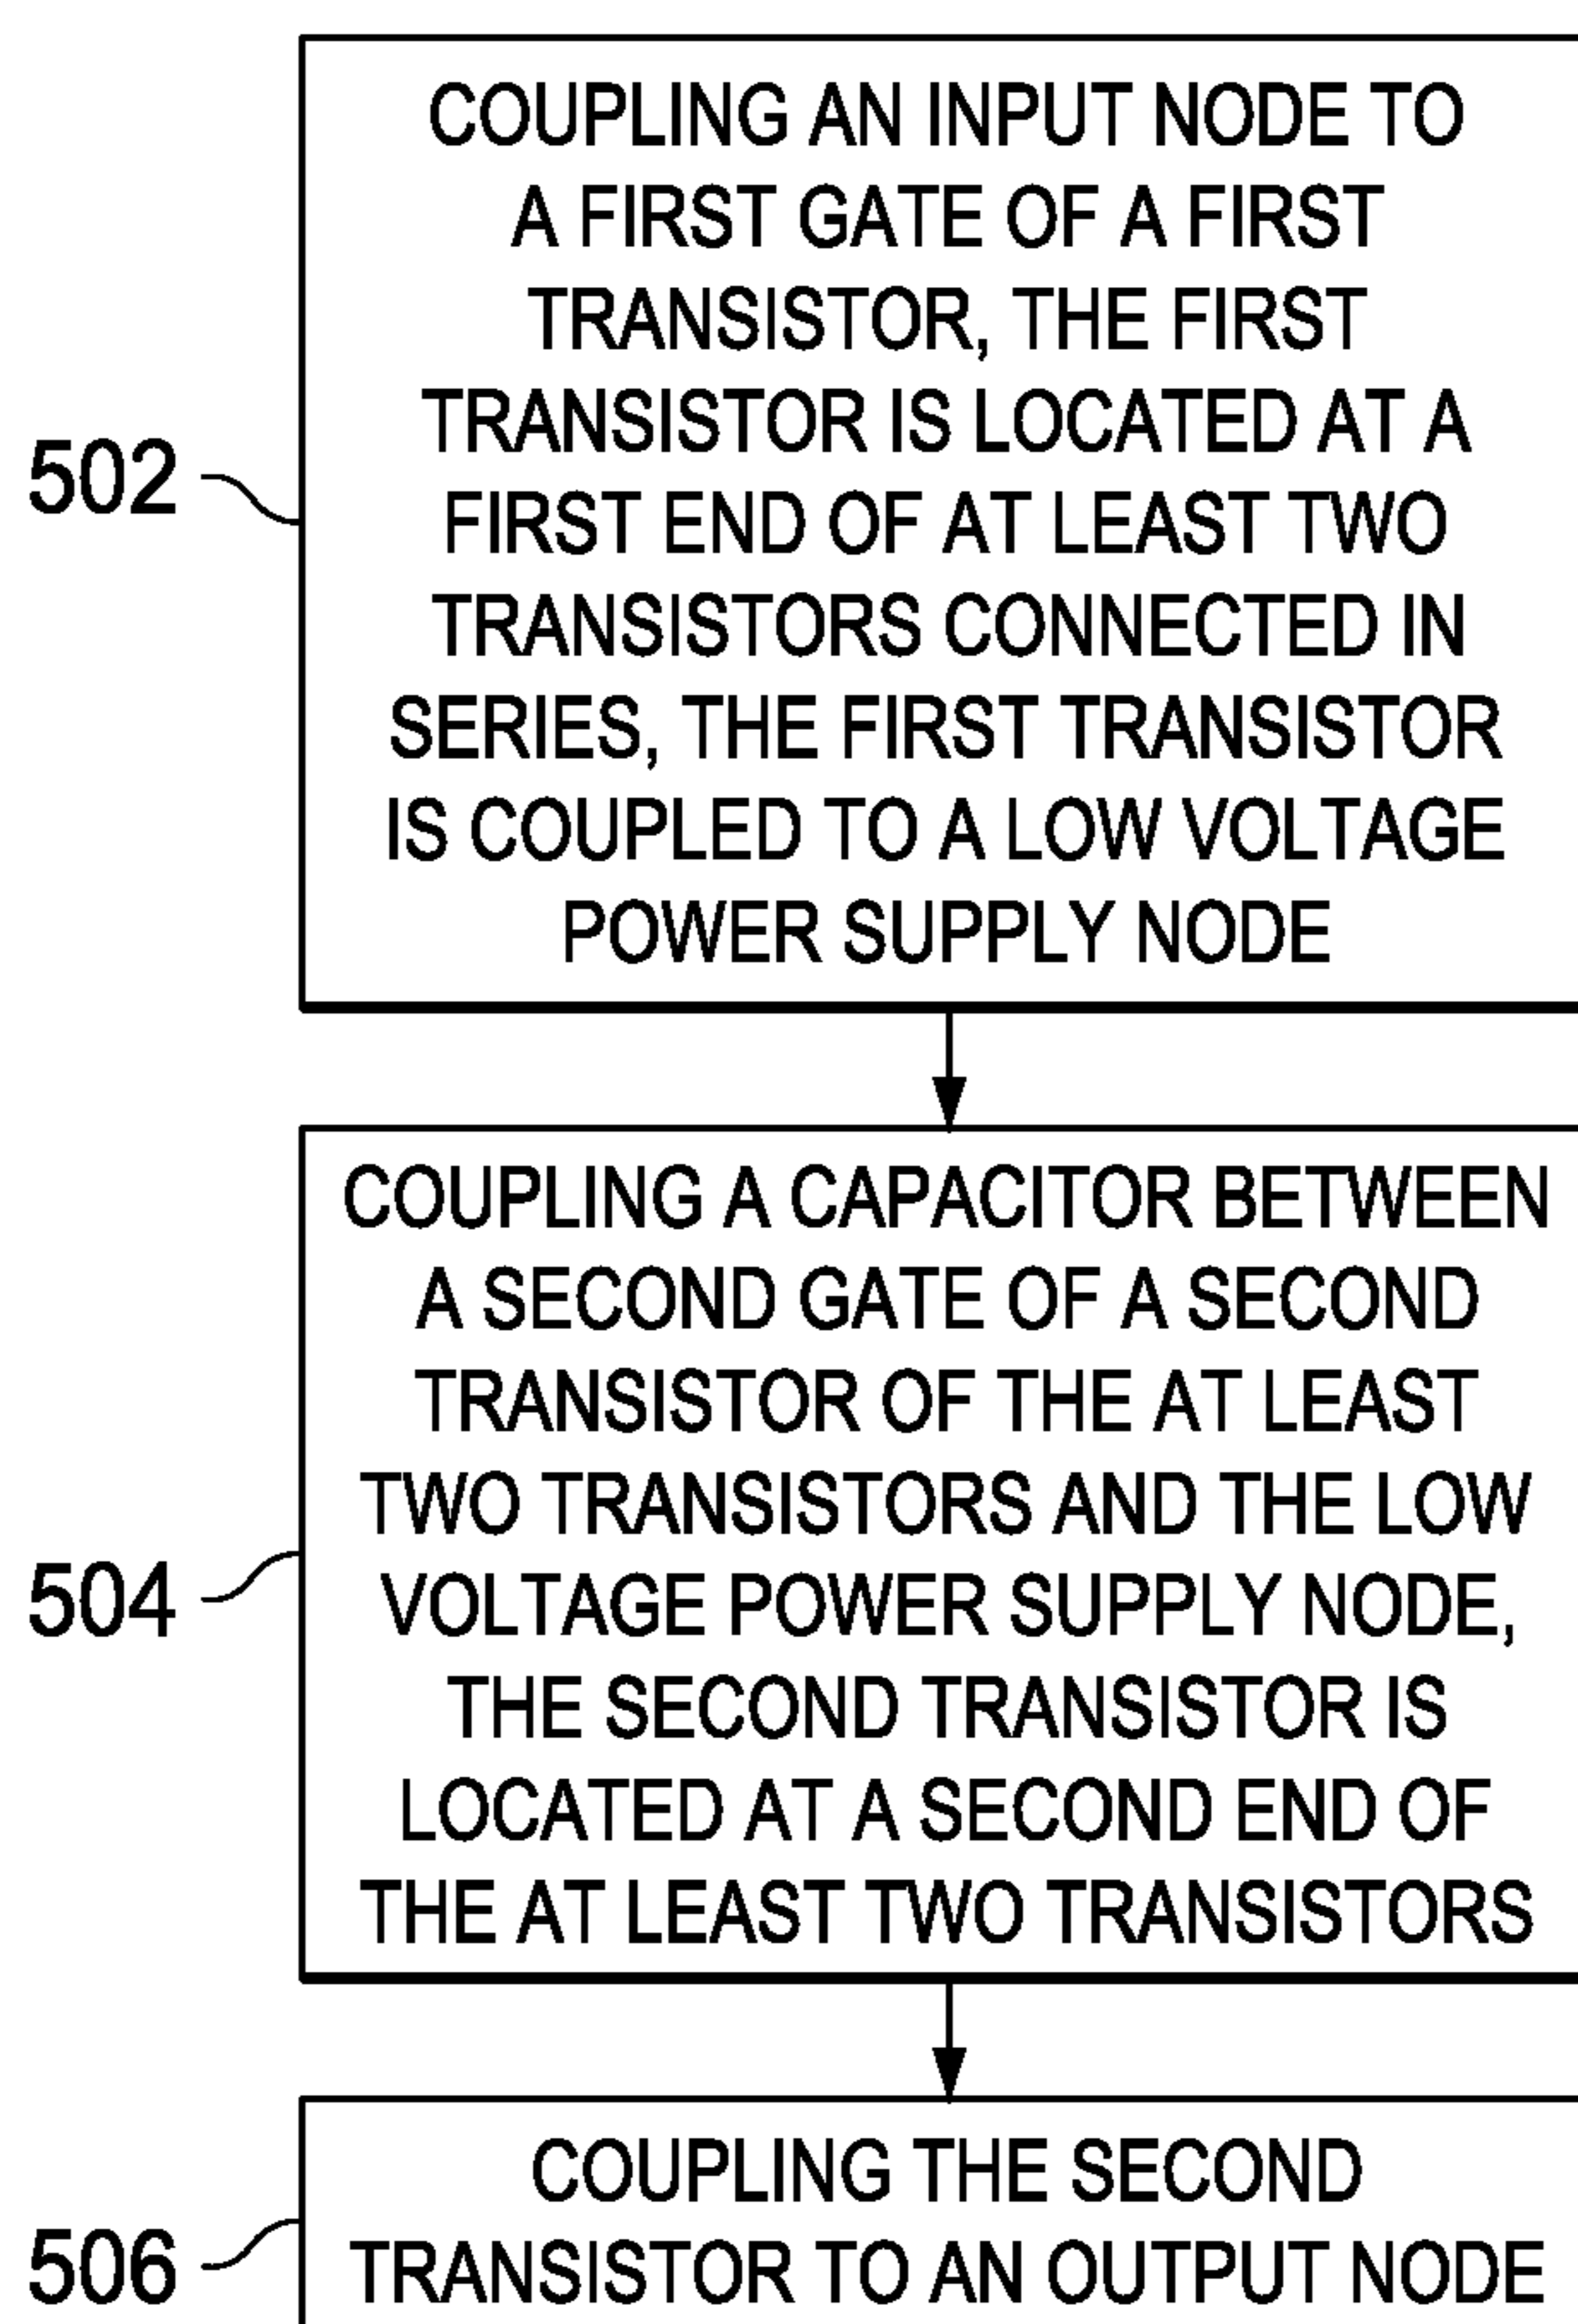 COUPLING AN INPUT NODE TO
A FIRST GATE OF A FIRST
TRANSISTOR, THE FIRST
TRANSISTOR IS LOCATED AT A
502
FIRST END OF AT LEAST TWO
TRANSISTORS CONNECTED IN
SERIES, THE FIRST TRANSISTOR
IS COUPLED TO A LOW VOLTAGE
POWER SUPPLY NODE
COUPLING A CAPACITOR BETWEEN
A SECOND GATE OF A SECOND
TRANSISTOR OF THE AT LEAST
TWO TRANSISTORS AND THE LOW
504
VOLTAGE POWER SUPPLY NODE,
THE SECOND TRANSISTOR IS
LOCATED AT A SECOND END OF
THE AT LEAST TWO TRANSISTORS
COUPLING THE SECOND
506
TRANSISTOR TO AN OUTPUT NODE